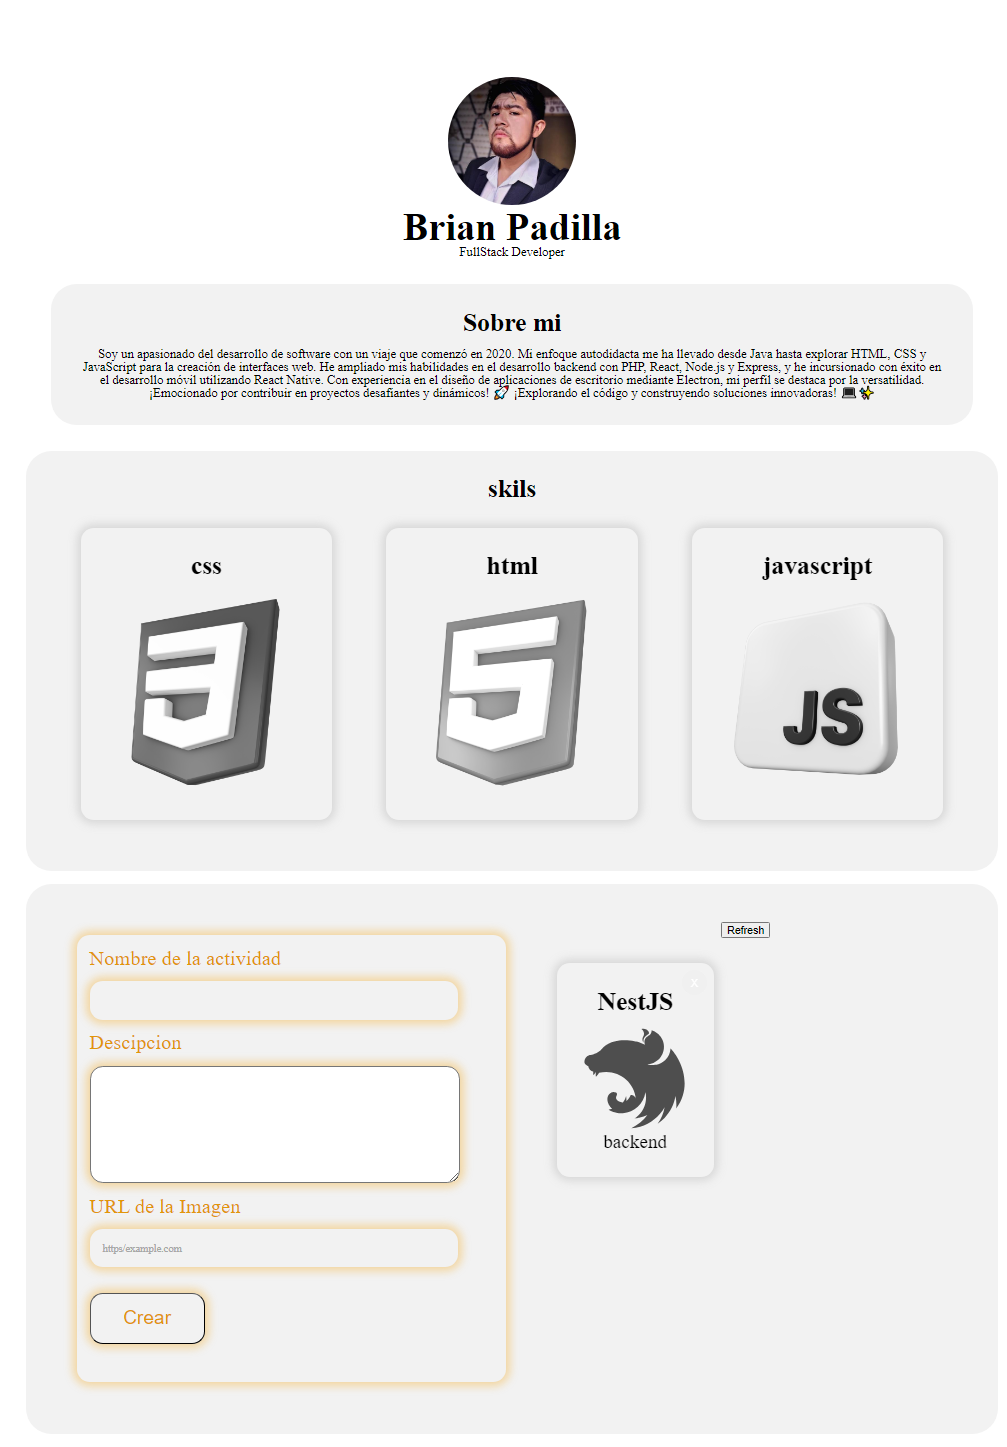 Brian Padilla
FullStack Developer
Sobre mi
Soy un apasionado del desarrollo de software con un viaje que comenzó en 2020. Mi enfoque autodidacta me ha llevado desde Java hasta explorar HTML, CSS y
JavaScript para la creación de interfaces web. He ampliado mis habilidades en el desarrollo backend con PHP, React, Node.js y Express, y he incursionado con éxito en
el desarrollo móvil utilizando React Native. Con experiencia en el diseño de aplicaciones de escritorio mediante Electron, mi perfil se destaca por la versatilidad.
¡Emocionado por contribuir en proyectos desafiantes y dinámicos! 🚀 ¡Explorando el código y construyendo soluciones innovadoras! 💻✨
skils
css
html
javascript
JS
Nombre de la actividad
Descipcion
URL de la Imagen
https/example.com
Crear
Refresh
x
NestJS
backend